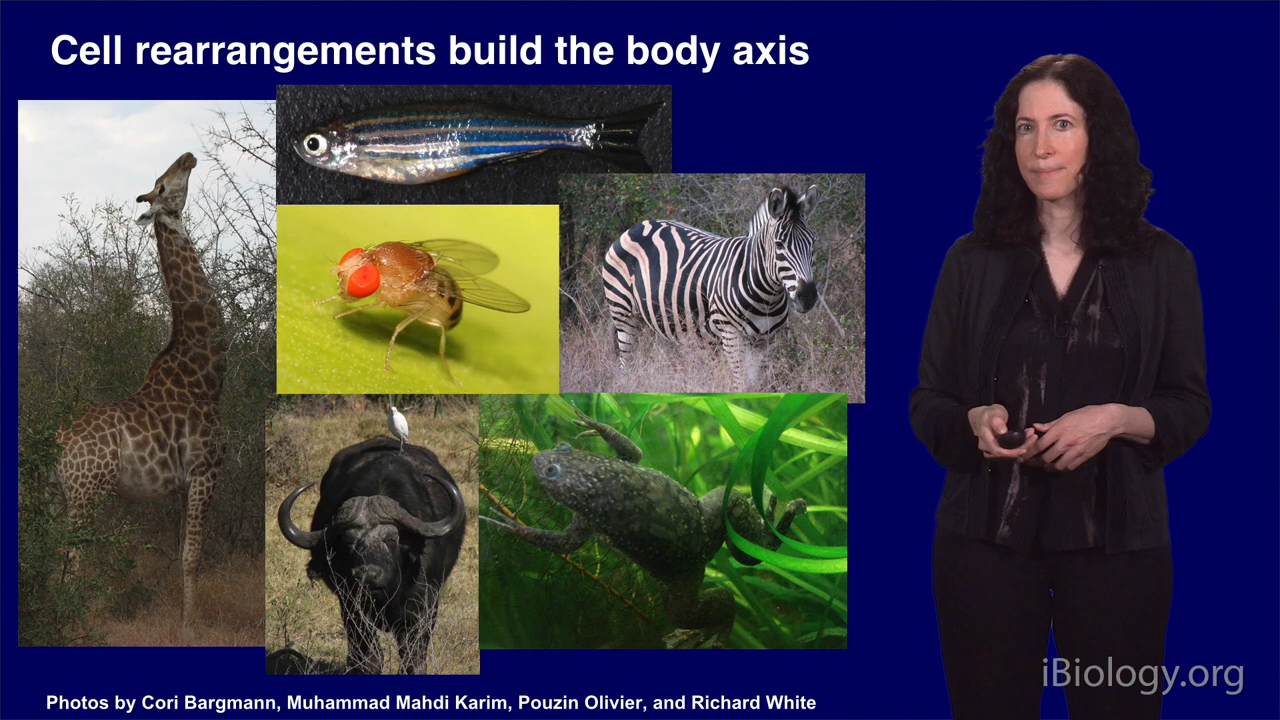 Cell rearrangements build the body axis
Photos by Cori Bargmann, Muhammad Mahdi Karim, Pouzin Olivier, and Richard White
iBiology.org